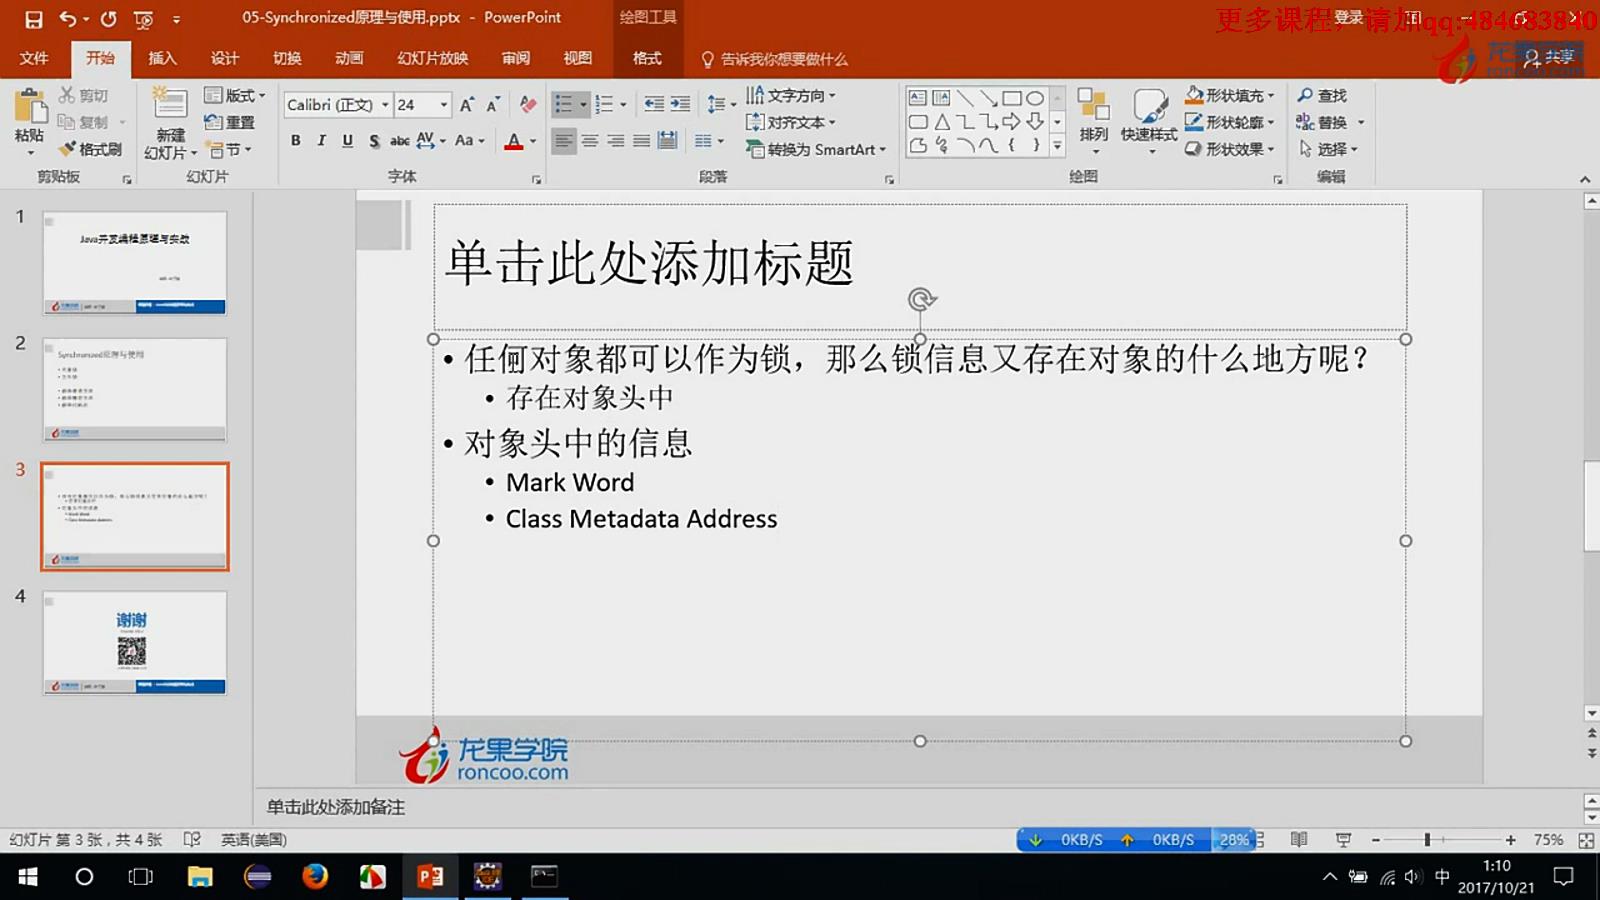 05-Synchronized原理与使用.pptx - PowerPoint
绘图工具
登录
更多课程，请加qq:484683840
文件 开始 插入 设计 切换 动画 幻灯片放映 审阅 视图 格式 告诉我你想要做什么 共享
龙果学院
roncoo.com
粘贴 剪切 复制 格式刷 剪贴板
新建 幻灯片 版式 重置 节 幻灯片
Calibri (正文) 24 B I U S abc AV Aa A 字体
文字方向 对齐文本 转换为 SmartArt 段落
排列 快速样式 形状填充 形状轮廓 形状效果 绘图
查找 替换 选择 编辑
1
Java并发编程原理与实战
2
Synchronized原理与使用
3
4
谢谢
单击此处添加标题
• 任何对象都可以作为锁，那么锁信息又存在对象的什么地方呢？
• 存在对象头中
• 对象头中的信息
• Mark Word
• Class Metadata Address
龙果学院
roncoo.com
单击此处添加备注
幻灯片 第 3 张，共 4 张 英语(美国) 0KB/S 0KB/S 28% 75%
中 1:10
2017/10/21